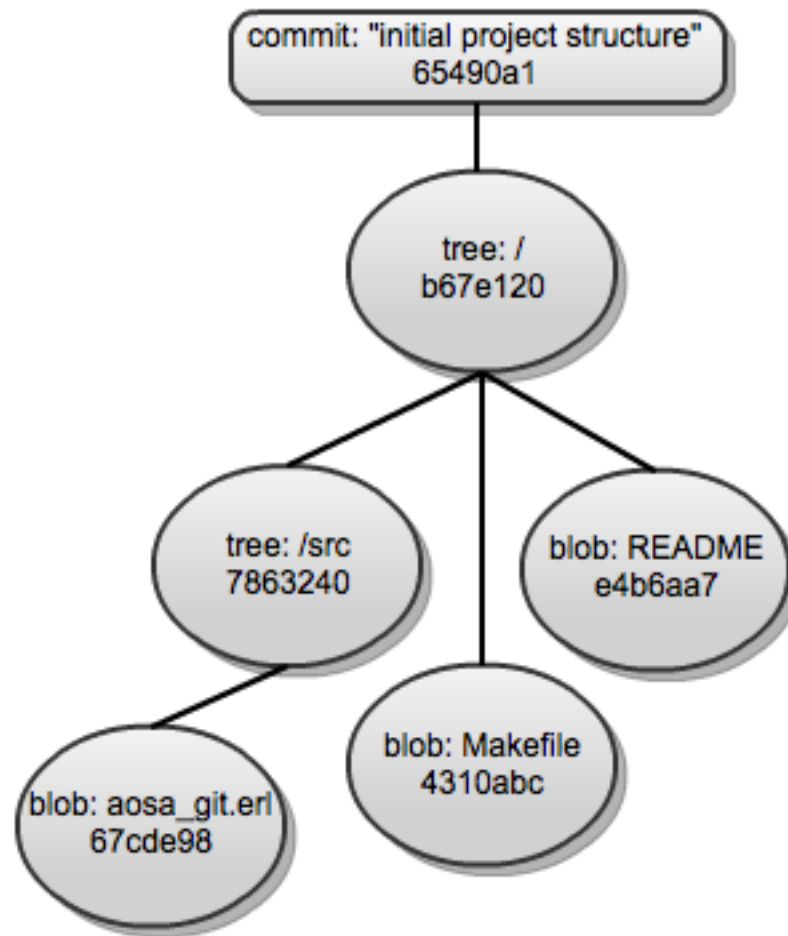 commit: "initial project structure"
65490a1
tree: /
b67e120
tree: /src
7863240
blob: README
e4b6aa7
blob: Makefile
4310abc
blob: aosa_git.erl
67cde98